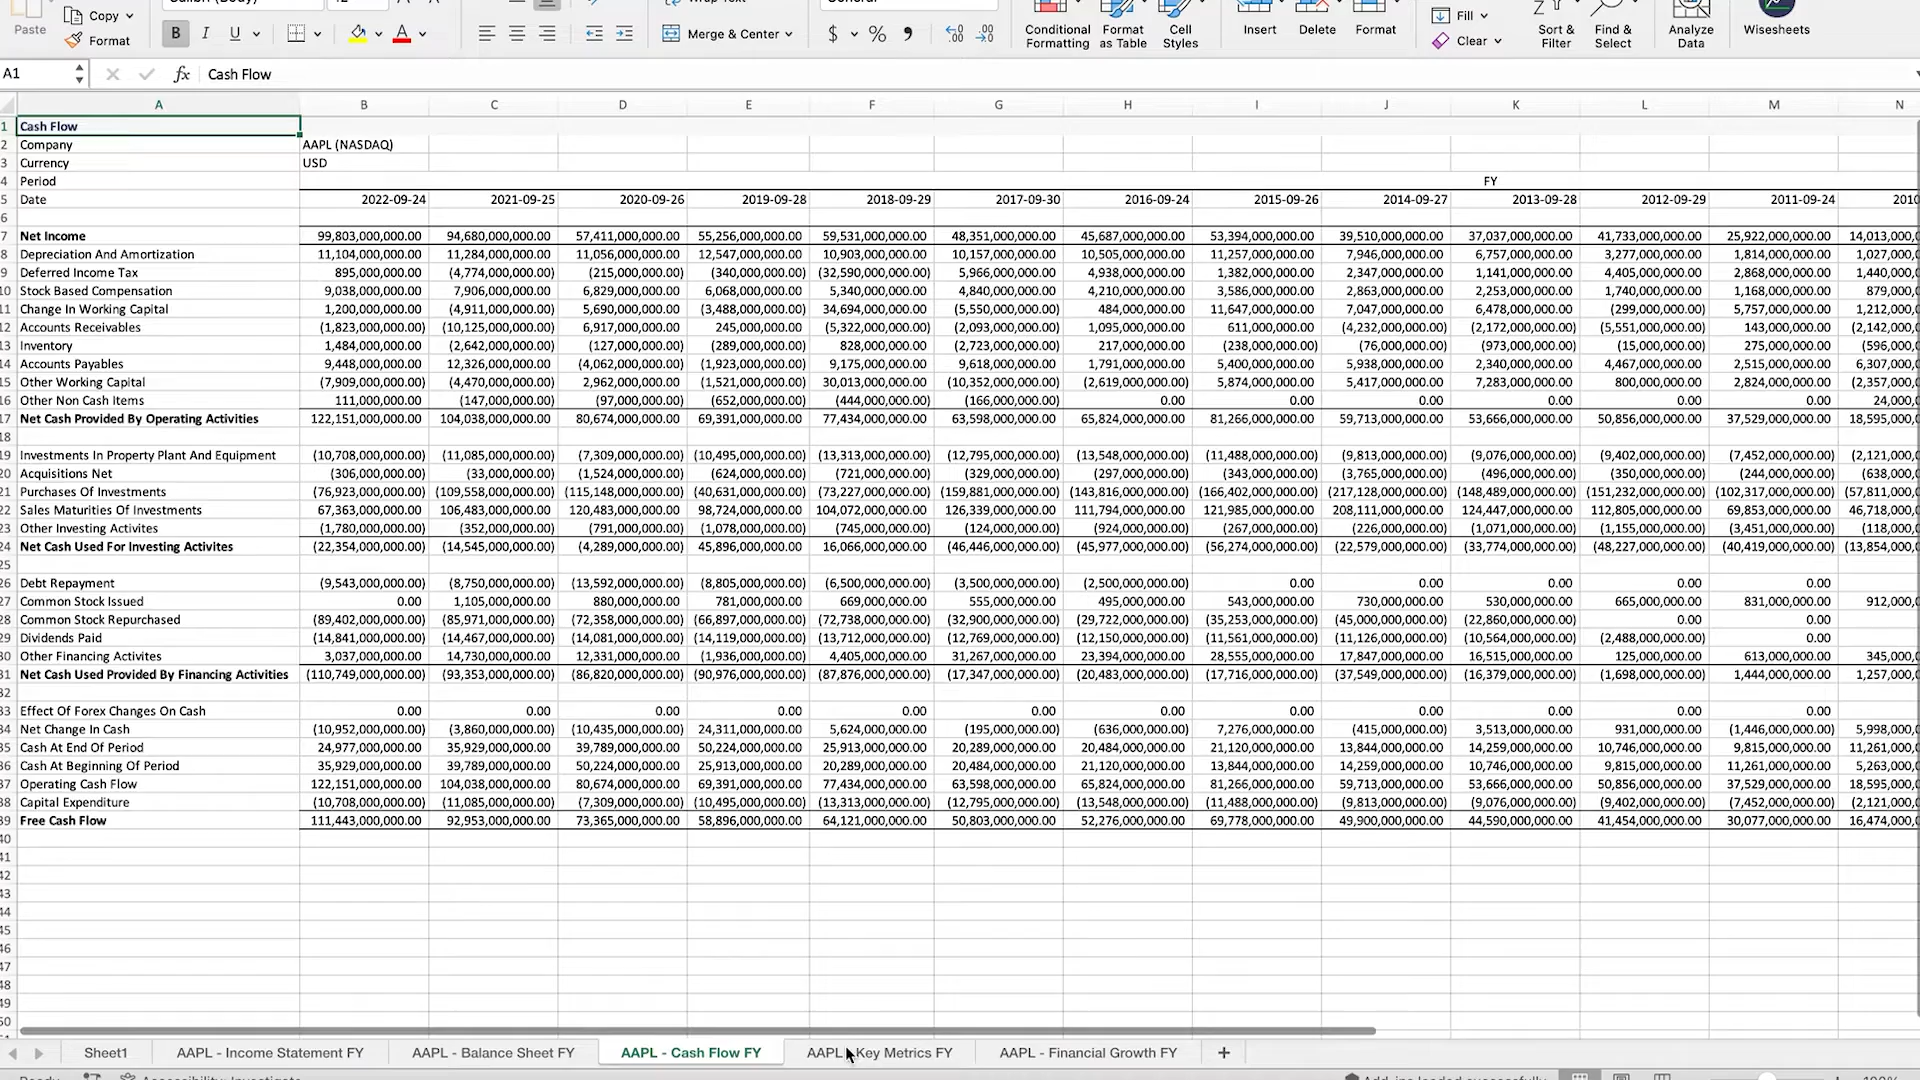 Paste
Copy
Format
B I U A
Merge & Center
$ % 9
Conditional Formatting
Format as Table
Cell Styles
Insert
Delete
Format
Fill
Clear
Sort & Filter
Find & Select
Analyze Data
Wisesheets
A1 fx Cash Flow
A B C D E F G H I J K L M N
1 Cash Flow
2 Company AAPL (NASDAQ)
3 Currency USD
4 Period FY
5 Date 2022-09-24 2021-09-25 2020-09-26 2019-09-28 2018-09-29 2017-09-30 2016-09-24 2015-09-26 2014-09-27 2013-09-28 2012-09-29 2011-09-24 2010
6
7 Net Income 99,803,000,000.00 94,680,000,000.00 57,411,000,000.00 55,256,000,000.00 59,531,000,000.00 48,351,000,000.00 45,687,000,000.00 53,394,000,000.00 39,510,000,000.00 37,037,000,000.00 41,733,000,000.00 25,922,000,000.00 14,013,000,0
8 Depreciation And Amortization 11,104,000,000.00 11,284,000,000.00 11,056,000,000.00 12,547,000,000.00 10,903,000,000.00 10,157,000,000.00 10,505,000,000.00 11,257,000,000.00 7,946,000,000.00 6,757,000,000.00 3,277,000,000.00 1,814,000,000.00 1,027,000,0
9 Deferred Income Tax 895,000,000.00 (4,774,000,000.00) (215,000,000.00) (340,000,000.00) (32,590,000,000.00) 5,966,000,000.00 4,938,000,000.00 1,382,000,000.00 2,347,000,000.00 1,141,000,000.00 4,405,000,000.00 2,868,000,000.00 1,440,000,0
10 Stock Based Compensation 9,038,000,000.00 7,906,000,000.00 6,829,000,000.00 6,068,000,000.00 5,340,000,000.00 4,840,000,000.00 4,210,000,000.00 3,586,000,000.00 2,863,000,000.00 2,253,000,000.00 1,740,000,000.00 1,168,000,000.00 879,000,0
11 Change In Working Capital 1,200,000,000.00 (4,911,000,000.00) 5,690,000,000.00 (3,488,000,000.00) 34,694,000,000.00 (5,550,000,000.00) 484,000,000.00 11,647,000,000.00 7,047,000,000.00 6,478,000,000.00 (299,000,000.00) 5,757,000,000.00 1,212,000,0
12 Accounts Receivables (1,823,000,000.00) (10,125,000,000.00) 6,917,000,000.00 245,000,000.00 (5,322,000,000.00) (2,093,000,000.00) 1,095,000,000.00 611,000,000.00 (4,232,000,000.00) (2,172,000,000.00) (5,551,000,000.00) 143,000,000.00 (2,142,000,0
13 Inventory 1,484,000,000.00 (2,642,000,000.00) (127,000,000.00) (289,000,000.00) 828,000,000.00 (2,723,000,000.00) 217,000,000.00 (238,000,000.00) (76,000,000.00) (973,000,000.00) (15,000,000.00) 275,000,000.00 (596,000,0
14 Accounts Payables 9,448,000,000.00 12,326,000,000.00 (4,062,000,000.00) (1,923,000,000.00) 9,175,000,000.00 9,618,000,000.00 1,791,000,000.00 5,400,000,000.00 5,938,000,000.00 2,340,000,000.00 4,467,000,000.00 2,515,000,000.00 6,307,000,0
15 Other Working Capital (7,909,000,000.00) (4,470,000,000.00) 2,962,000,000.00 (1,521,000,000.00) 30,013,000,000.00 (10,352,000,000.00) (2,619,000,000.00) 5,874,000,000.00 5,417,000,000.00 7,283,000,000.00 800,000,000.00 2,824,000,000.00 (2,357,000,0
16 Other Non Cash Items 111,000,000.00 (147,000,000.00) (97,000,000.00) (652,000,000.00) (444,000,000.00) (166,000,000.00) 0.00 0.00 0.00 0.00 0.00 0.00 24,000,0
17 Net Cash Provided By Operating Activities 122,151,000,000.00 104,038,000,000.00 80,674,000,000.00 69,391,000,000.00 77,434,000,000.00 63,598,000,000.00 65,824,000,000.00 81,266,000,000.00 59,713,000,000.00 53,666,000,000.00 50,856,000,000.00 37,529,000,000.00 18,595,000,0
18
19 Investments In Property Plant And Equipment (10,708,000,000.00) (11,085,000,000.00) (7,309,000,000.00) (10,495,000,000.00) (13,313,000,000.00) (12,795,000,000.00) (13,548,000,000.00) (11,488,000,000.00) (9,813,000,000.00) (9,076,000,000.00) (9,402,000,000.00) (7,452,000,000.00) (2,121,000,0
20 Acquisitions Net (306,000,000.00) (33,000,000.00) (1,524,000,000.00) (624,000,000.00) (721,000,000.00) (329,000,000.00) (297,000,000.00) (343,000,000.00) (3,765,000,000.00) (496,000,000.00) (350,000,000.00) (244,000,000.00) (638,000,0
21 Purchases Of Investments (76,923,000,000.00) (109,558,000,000.00) (115,148,000,000.00) (40,631,000,000.00) (73,227,000,000.00) (159,881,000,000.00) (143,816,000,000.00) (166,402,000,000.00) (217,128,000,000.00) (148,489,000,000.00) (151,232,000,000.00) (102,317,000,000.00) (57,811,000,0
22 Sales Maturities Of Investments 67,363,000,000.00 106,483,000,000.00 120,483,000,000.00 98,724,000,000.00 104,072,000,000.00 126,339,000,000.00 111,794,000,000.00 121,985,000,000.00 208,111,000,000.00 124,447,000,000.00 112,805,000,000.00 69,853,000,000.00 46,718,000,0
23 Other Investing Activites (1,780,000,000.00) (352,000,000.00) (791,000,000.00) (1,078,000,000.00) (745,000,000.00) (124,000,000.00) (924,000,000.00) (267,000,000.00) (226,000,000.00) (1,071,000,000.00) (1,155,000,000.00) (3,451,000,000.00) (118,000,0
24 Net Cash Used For Investing Activites (22,354,000,000.00) (14,545,000,000.00) (4,289,000,000.00) 45,896,000,000.00 16,066,000,000.00 (46,446,000,000.00) (45,977,000,000.00) (56,274,000,000.00) (22,579,000,000.00) (33,774,000,000.00) (48,227,000,000.00) (40,419,000,000.00) (13,854,000,0
25
26 Debt Repayment (9,543,000,000.00) (8,750,000,000.00) (13,592,000,000.00) (8,805,000,000.00) (6,500,000,000.00) (3,500,000,000.00) (2,500,000,000.00) 0.00 0.00 0.00 0.00 0.00
27 Common Stock Issued 0.00 1,105,000,000.00 880,000,000.00 781,000,000.00 669,000,000.00 555,000,000.00 495,000,000.00 543,000,000.00 730,000,000.00 530,000,000.00 665,000,000.00 831,000,000.00 912,000,0
28 Common Stock Repurchased (89,402,000,000.00) (85,971,000,000.00) (72,358,000,000.00) (66,897,000,000.00) (72,738,000,000.00) (32,900,000,000.00) (29,722,000,000.00) (35,253,000,000.00) (45,000,000,000.00) (22,860,000,000.00) 0.00 0.00
29 Dividends Paid (14,841,000,000.00) (14,467,000,000.00) (14,081,000,000.00) (14,119,000,000.00) (13,712,000,000.00) (12,769,000,000.00) (12,150,000,000.00) (11,561,000,000.00) (11,126,000,000.00) (10,564,000,000.00) (2,488,000,000.00) 0.00
30 Other Financing Activites 3,037,000,000.00 14,730,000,000.00 12,331,000,000.00 (1,936,000,000.00) 4,405,000,000.00 31,267,000,000.00 23,394,000,000.00 28,555,000,000.00 17,847,000,000.00 16,515,000,000.00 125,000,000.00 613,000,000.00 345,000,0
31 Net Cash Used Provided By Financing Activities (110,749,000,000.00) (93,353,000,000.00) (86,820,000,000.00) (90,976,000,000.00) (87,876,000,000.00) (17,347,000,000.00) (20,483,000,000.00) (17,716,000,000.00) (37,549,000,000.00) (16,379,000,000.00) (1,698,000,000.00) 1,444,000,000.00 1,257,000,0
32
33 Effect Of Forex Changes On Cash 0.00 0.00 0.00 0.00 0.00 0.00 0.00 0.00 0.00 0.00 0.00 0.00
34 Net Change In Cash (10,952,000,000.00) (3,860,000,000.00) (10,435,000,000.00) 24,311,000,000.00 5,624,000,000.00 (195,000,000.00) (636,000,000.00) 7,276,000,000.00 (415,000,000.00) 3,513,000,000.00 931,000,000.00 (1,446,000,000.00) 5,998,000,0
35 Cash At End Of Period 24,977,000,000.00 35,929,000,000.00 39,789,000,000.00 50,224,000,000.00 25,913,000,000.00 20,289,000,000.00 20,484,000,000.00 21,120,000,000.00 13,844,000,000.00 14,259,000,000.00 10,746,000,000.00 9,815,000,000.00 11,261,000,0
36 Cash At Beginning Of Period 35,929,000,000.00 39,789,000,000.00 50,224,000,000.00 25,913,000,000.00 20,289,000,000.00 20,484,000,000.00 21,120,000,000.00 13,844,000,000.00 14,259,000,000.00 10,746,000,000.00 9,815,000,000.00 11,261,000,000.00 5,263,000,0
37 Operating Cash Flow 122,151,000,000.00 104,038,000,000.00 80,674,000,000.00 69,391,000,000.00 77,434,000,000.00 63,598,000,000.00 65,824,000,000.00 81,266,000,000.00 59,713,000,000.00 53,666,000,000.00 50,856,000,000.00 37,529,000,000.00 18,595,000,0
38 Capital Expenditure (10,708,000,000.00) (11,085,000,000.00) (7,309,000,000.00) (10,495,000,000.00) (13,313,000,000.00) (12,795,000,000.00) (13,548,000,000.00) (11,488,000,000.00) (9,813,000,000.00) (9,076,000,000.00) (9,402,000,000.00) (7,452,000,000.00) (2,121,000,0
39 Free Cash Flow 111,443,000,000.00 92,953,000,000.00 73,365,000,000.00 58,896,000,000.00 64,121,000,000.00 50,803,000,000.00 52,276,000,000.00 69,778,000,000.00 49,900,000,000.00 44,590,000,000.00 41,454,000,000.00 30,077,000,000.00 16,474,000,0
40
41
42
43
44
45
46
47
48
49
50
Sheet1 AAPL - Income Statement FY AAPL - Balance Sheet FY AAPL - Cash Flow FY AAPL - Key Metrics FY AAPL - Financial Growth FY +